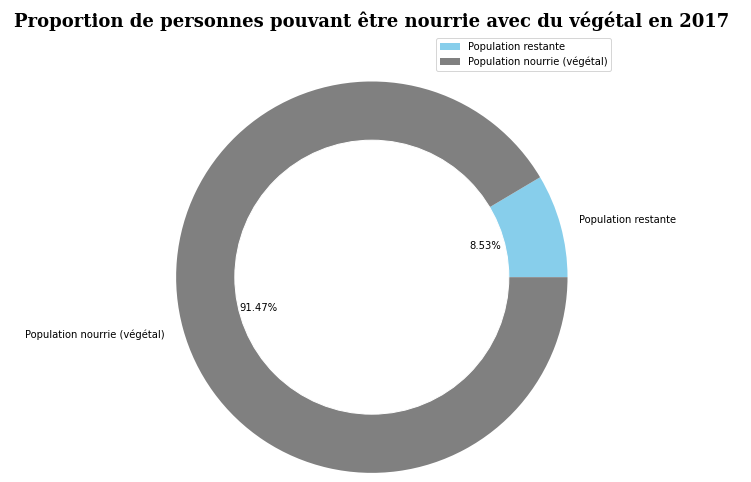 Proportion de personnes pouvant être nourrie avec du végétal en 2017
Population restante
Population nourrie (végétal)
Population restante
8.53%
91.47%
Population nourrie (végétal)